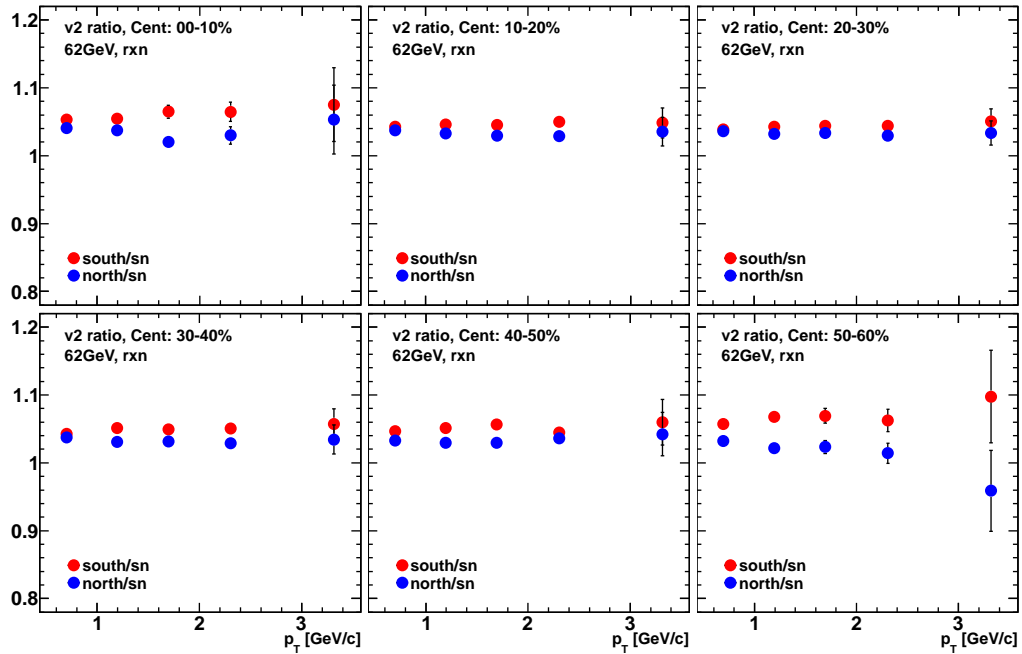 v2 ratio, Cent: 00-10%
62GeV, rxn
south/sn
north/sn
v2 ratio, Cent: 10-20%
62GeV, rxn
south/sn
north/sn
v2 ratio, Cent: 20-30%
62GeV, rxn
south/sn
north/sn
1.2
1.1
1
0.9
0.8
v2 ratio, Cent: 30-40%
62GeV, rxn
south/sn
north/sn
v2 ratio, Cent: 40-50%
62GeV, rxn
south/sn
north/sn
v2 ratio, Cent: 50-60%
62GeV, rxn
south/sn
north/sn
1.2
1.1
1
0.9
0.8
1 2 3
p_T [GeV/c]
1 2 3
p_T [GeV/c]
1 2 3
p_T [GeV/c]